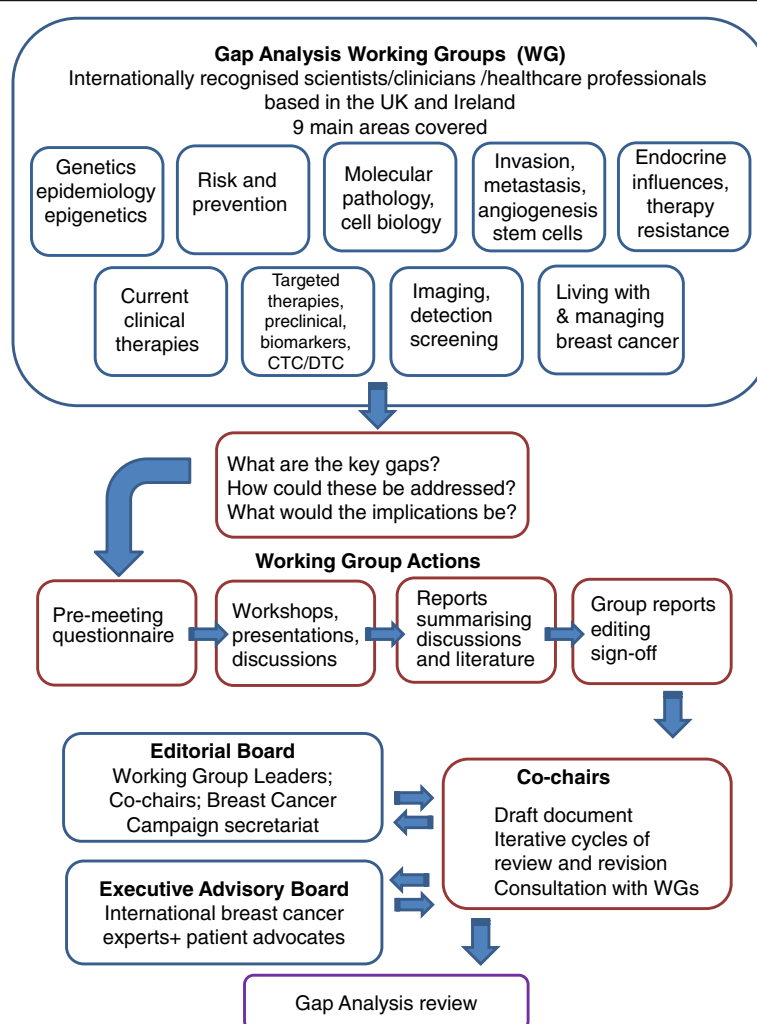 Gap Analysis Working Groups (WG)
Internationally recognised scientists/clinicians /healthcare professionals
based in the UK and Ireland
9 main areas covered
Genetics
epidemiology
epigenetics
Risk and
prevention
Molecular
pathology,
cell biology
Invasion,
metastasis,
angiogenesis
stem cells
Endocrine
influences,
therapy
resistance
Current
clinical
therapies
Targeted
therapies,
preclinical,
biomarkers,
CTC/DTC
Imaging,
detection
screening
Living with
& managing
breast cancer
What are the key gaps?
How could these be addressed?
What would the implications be?
Working Group Actions
Pre-meeting
questionnaire
Workshops,
presentations,
discussions
Reports
summarising
discussions
and literature
Group reports
editing
sign-off
Editorial Board
Working Group Leaders;
Co-chairs; Breast Cancer
Campaign secretariat
Co-chairs
Draft document
Iterative cycles of
review and revision
Consultation with WGs
Executive Advisory Board
International breast cancer
experts+ patient advocates
Gap Analysis review